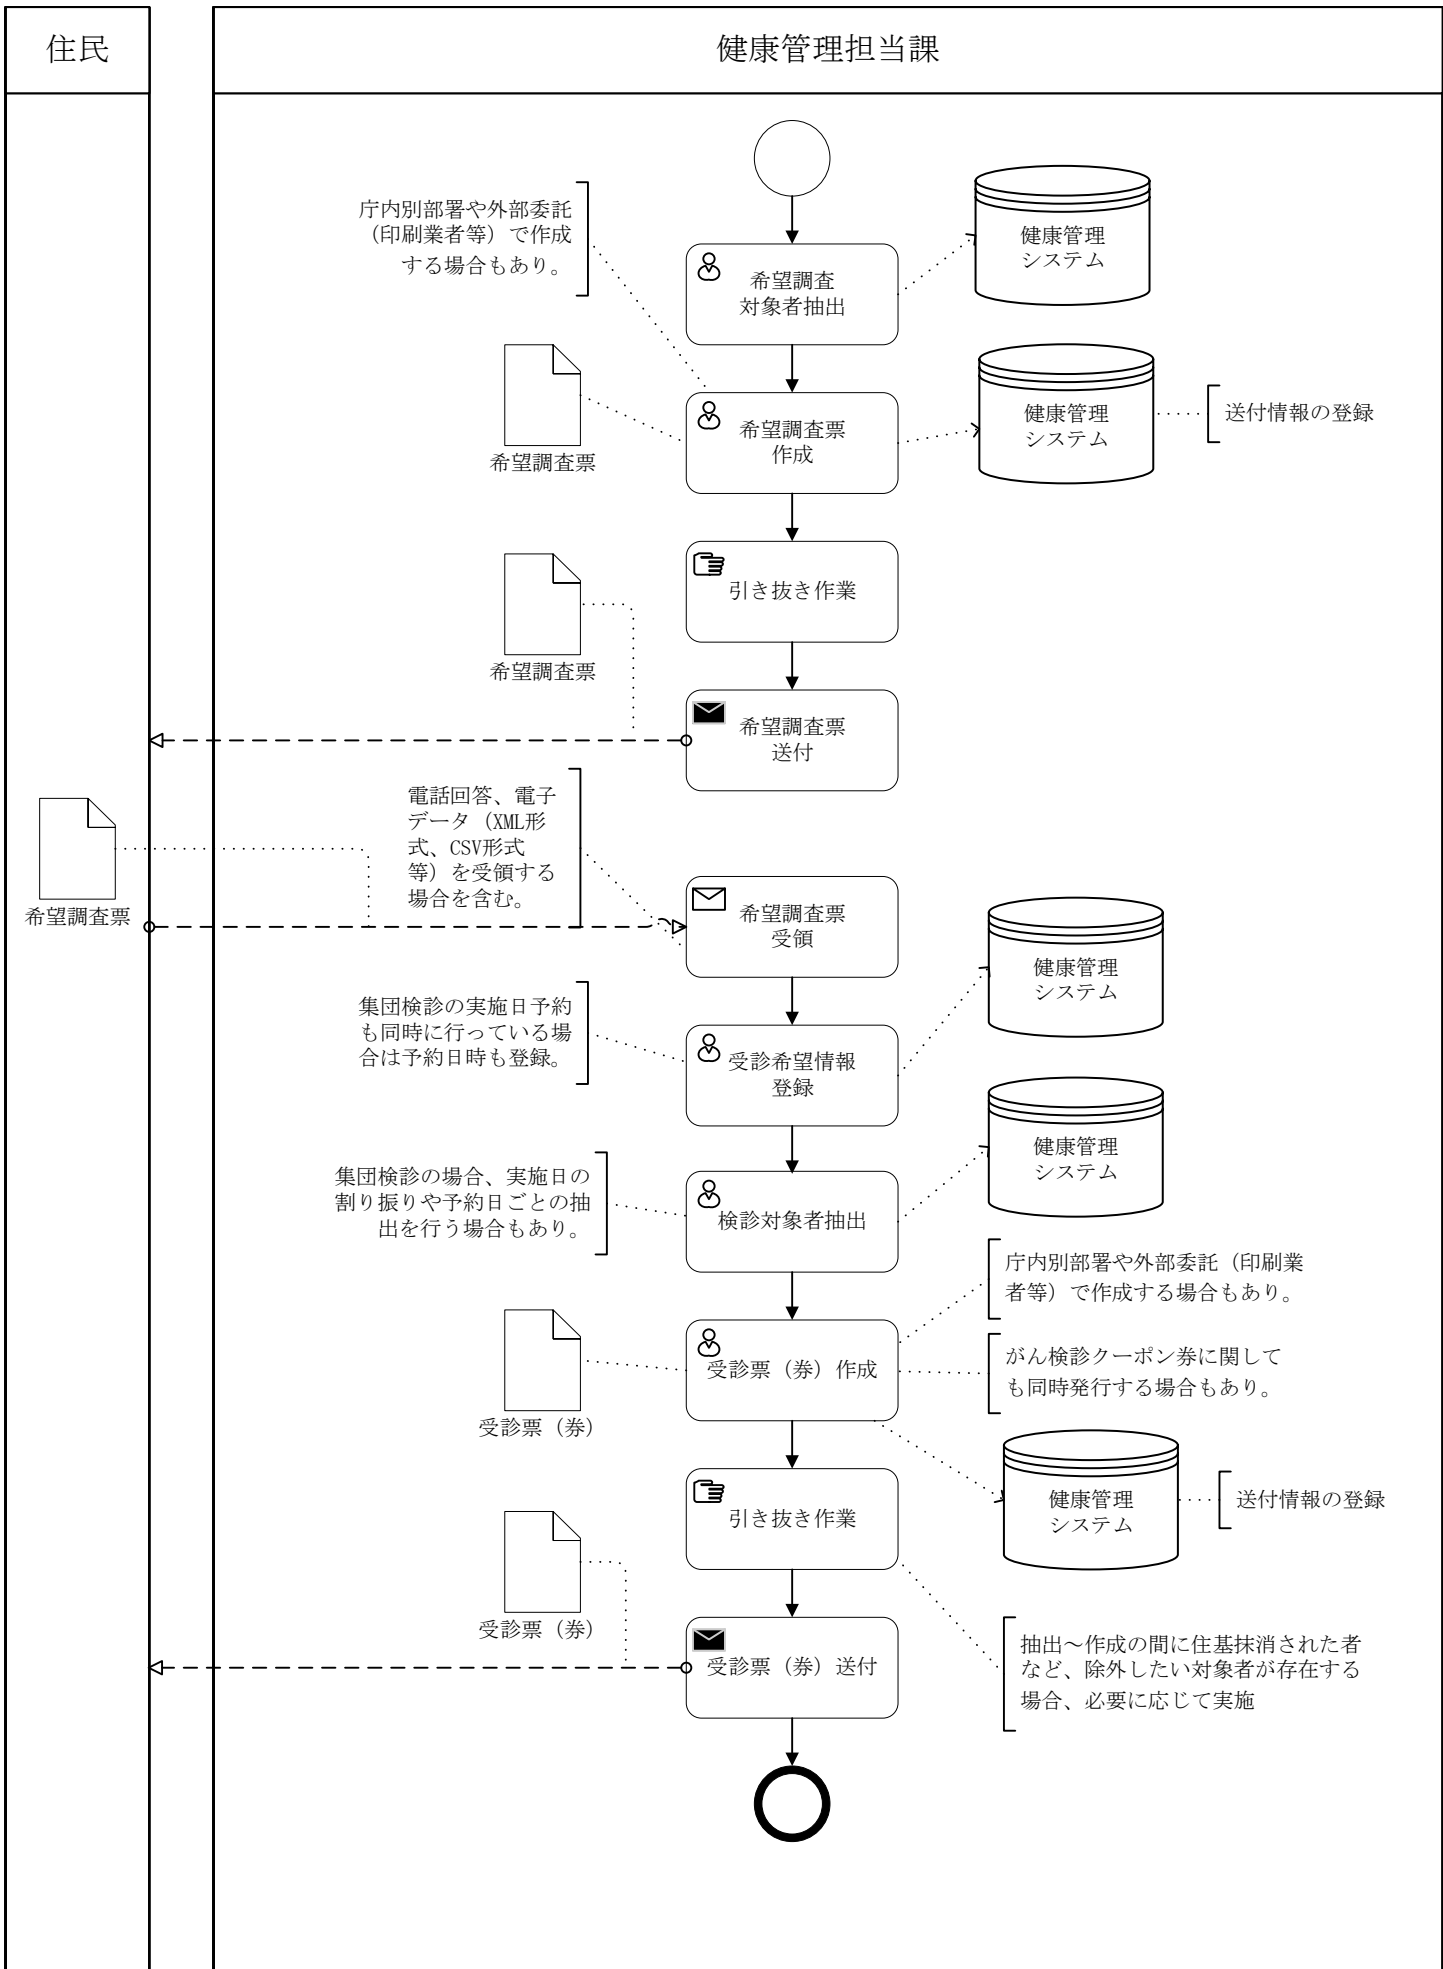 住民
健康管理担当課
庁内別部署や外部委託
（印刷業者等）で作成
する場合もあり。
希望調査
対象者抽出
健康管理
システム
希望調査票
希望調査票
作成
健康管理
システム
送付情報の登録
引き抜き作業
希望調査票
希望調査票
送付
電話回答、電子
データ（XML形
式、CSV形式
等）を受領する
場合を含む。
希望調査票
希望調査票
受領
健康管理
システム
集団検診の実施日予約
も同時に行っている場
合は予約日時も登録。
受診希望情報
登録
健康管理
システム
集団検診の場合、実施日の
割り振りや予約日ごとの抽
出を行う場合もあり。
検診対象者抽出
庁内別部署や外部委託（印刷業
者等）で作成する場合もあり。
がん検診クーポン券に関して
も同時発行する場合もあり。
受診票（券）作成
受診票（券）
健康管理
システム
送付情報の登録
引き抜き作業
受診票（券）
受診票（券）送付
抽出～作成の間に住基抹消された者
など、除外したい対象者が存在する
場合、必要に応じて実施